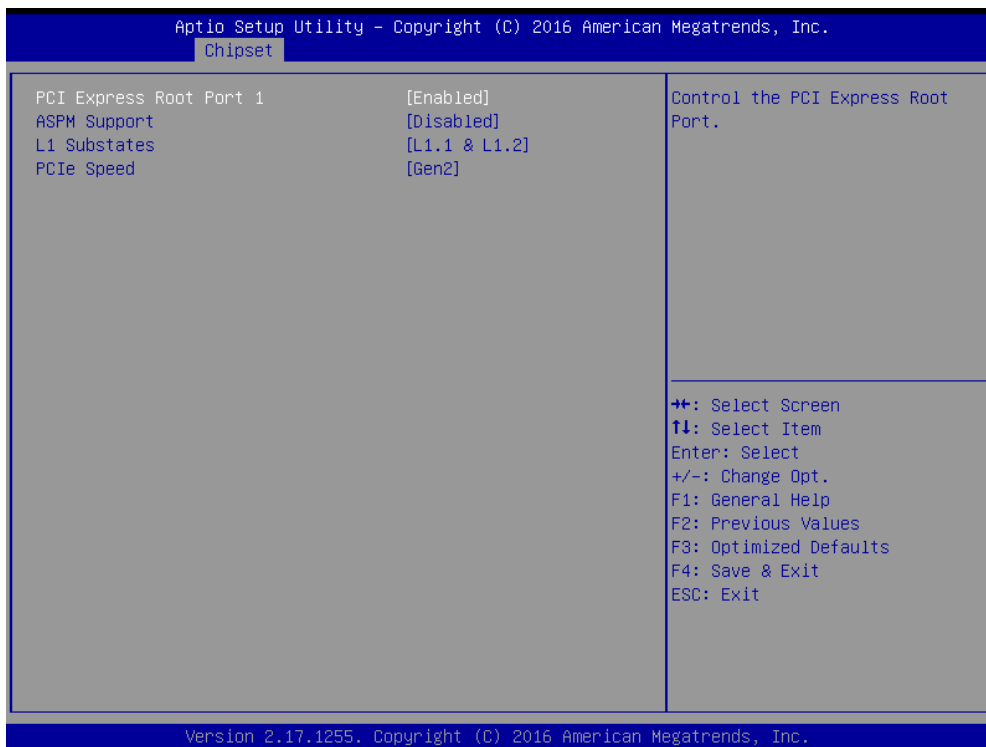 Aptio Setup Utility – Copyright (C) 2016 American Megatrends, Inc.
Chipset
PCI Express Root Port 1 [Enabled]
ASPM Support [Disabled]
L1 Substates [L1.1 & L1.2]
PCIe Speed [Gen2]
Control the PCI Express Root
Port.
→←: Select Screen
↑↓: Select Item
Enter: Select
+/-: Change Opt.
F1: General Help
F2: Previous Values
F3: Optimized Defaults
F4: Save & Exit
ESC: Exit
Version 2.17.1255. Copyright (C) 2016 American Megatrends, Inc.